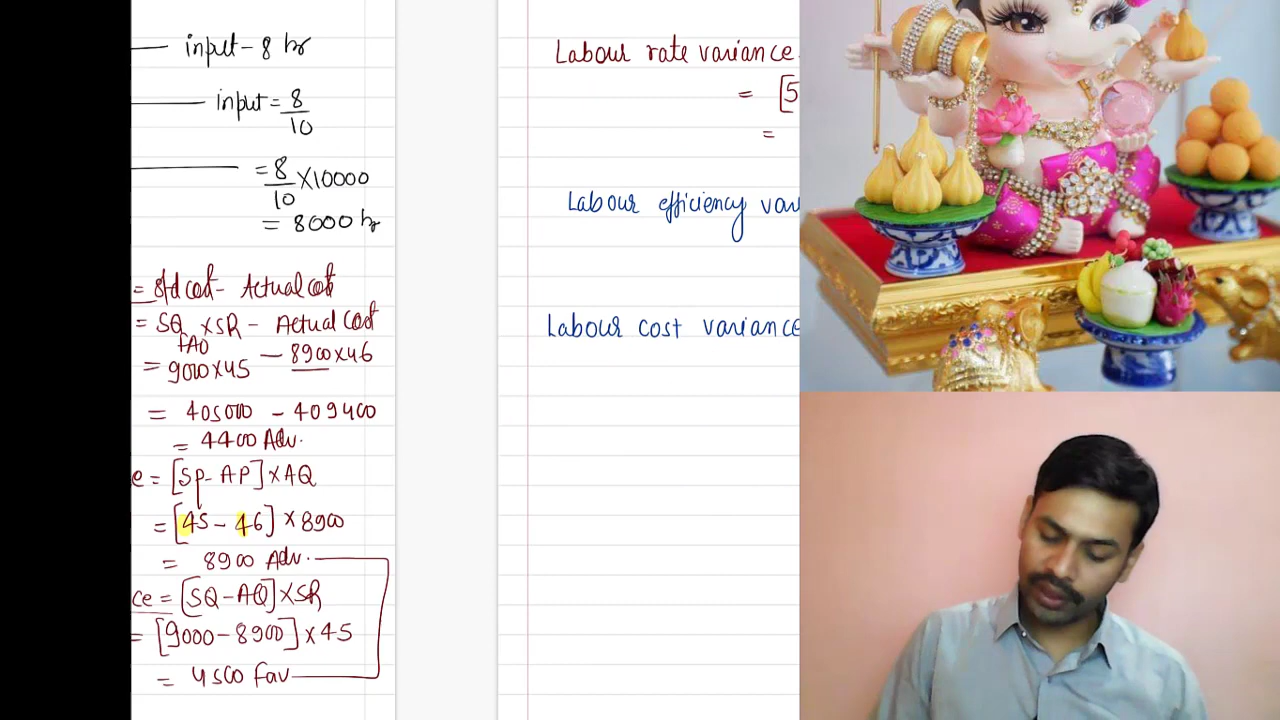 input - 8 hr
input = 8/10
= 8/10 × 10000
= 8000 hr
= Std cost - Actual cost
= SQ × SR - Actual Cost
fAO
= 9000×45 - 8900×46
= 405000 - 409400
= 4400 Adv.
e = [SP - AP] × AQ
= [45 - 46] × 8900
= 8900 Adv.
ce = [SQ - AQ] × SR
= [9000 - 8900] × 45
= 4500 Fav
Labour rate variance
= [5
=
Labour efficiency var
Labour cost variance